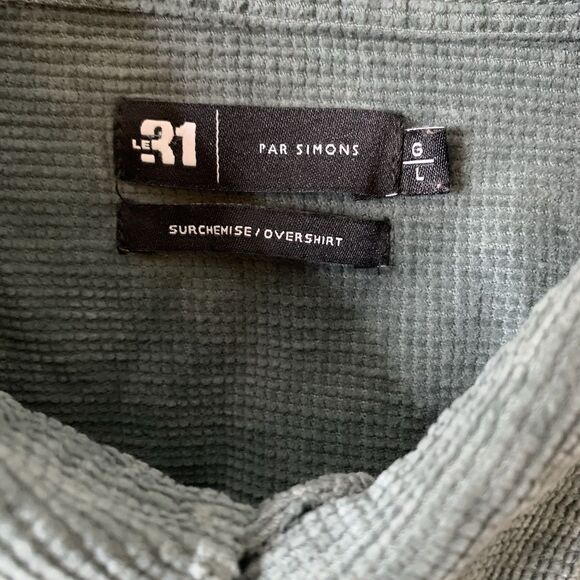 LE 31 PAR SIMONS
G
L
SURCHEMISE / OVERSHIRT